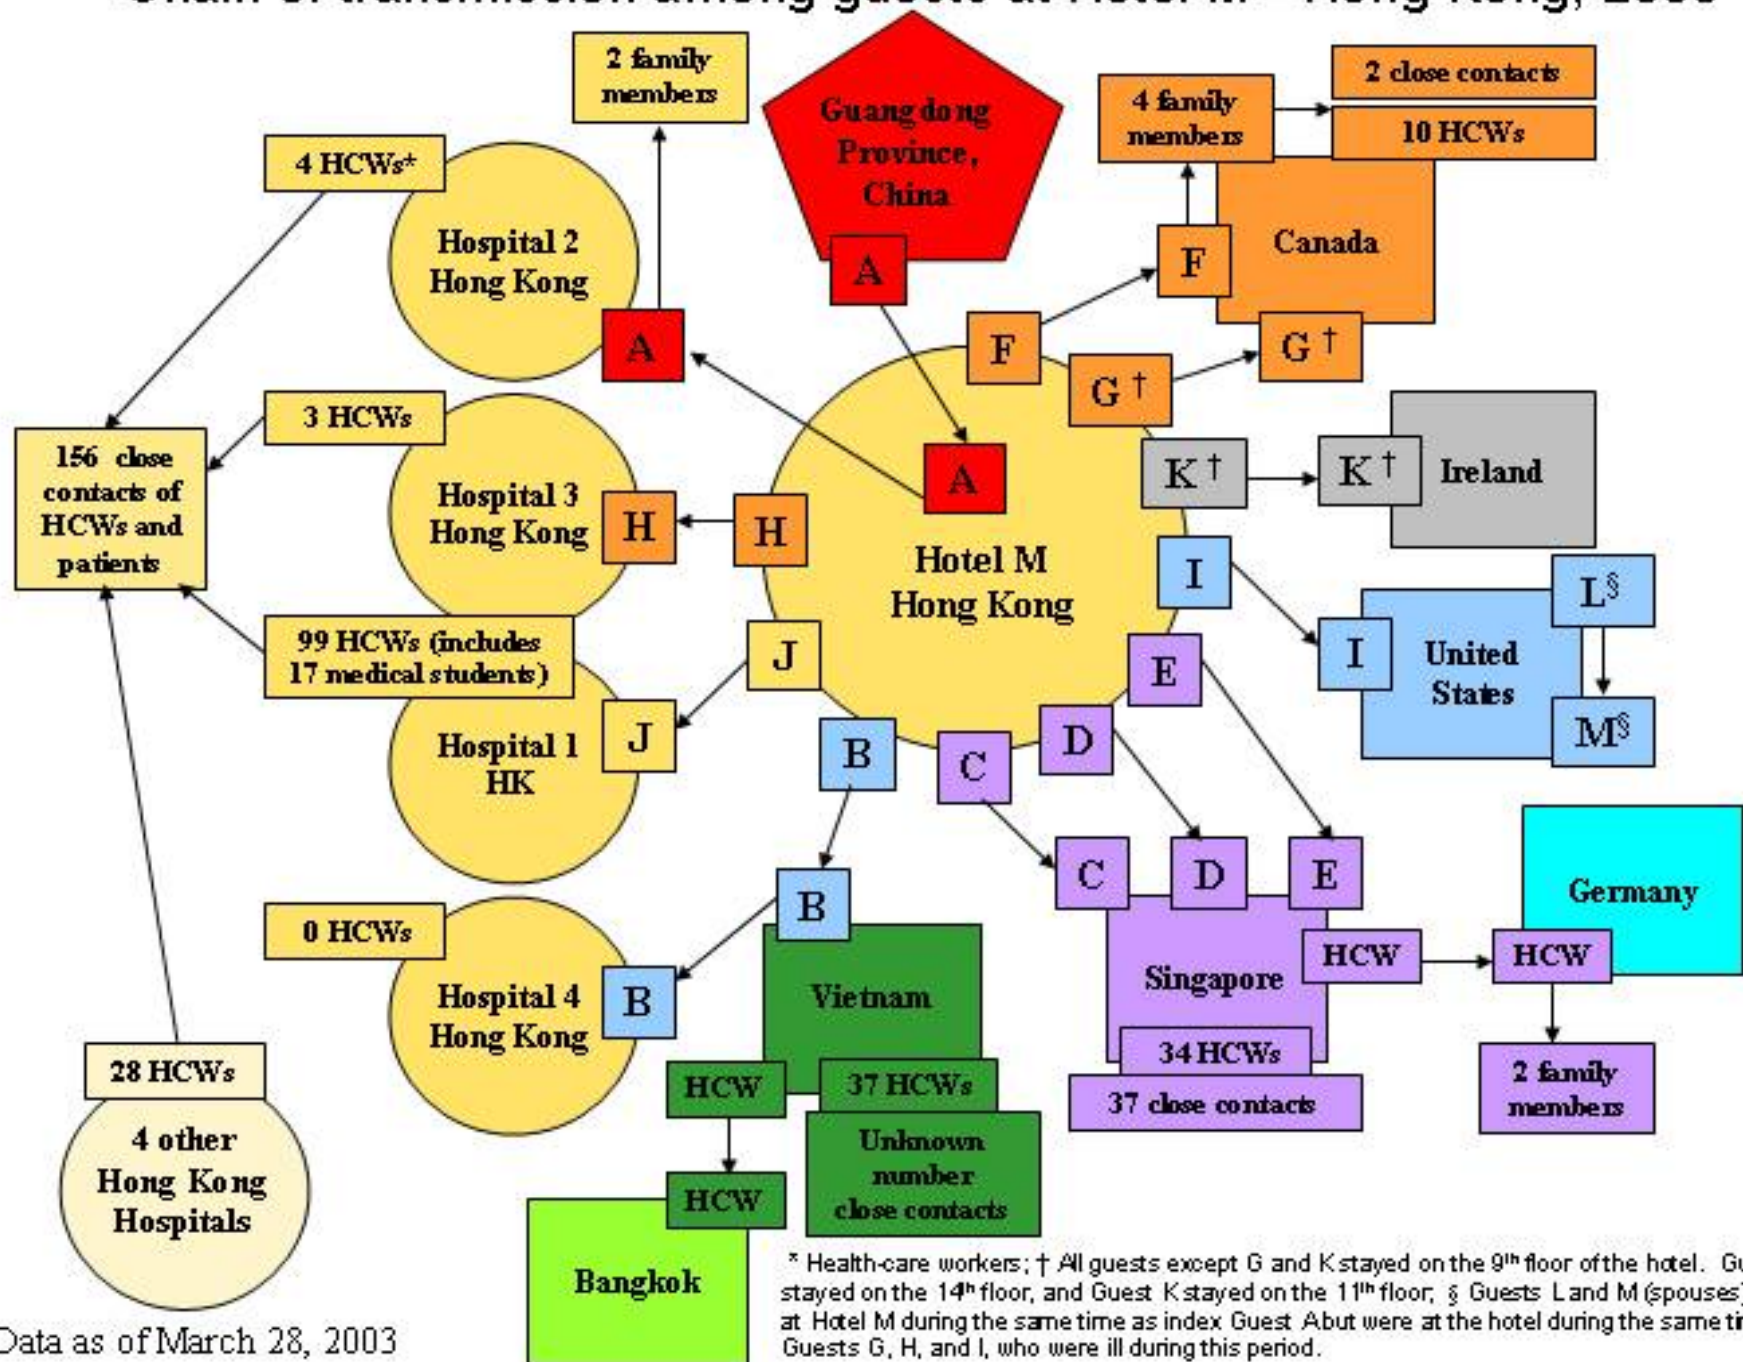 2 family
members
Guangdong
Province,
China
A
4 family
members
2 close contacts
10 HCWs
Canada
F
G †
4 HCWs*
Hospital 2
Hong Kong
A
F
G †
K †
K †
Ireland
3 HCWs
Hospital 3
Hong Kong
H
H
A
Hotel M
Hong Kong
I
I
United
States
L§
M§
156 close
contacts of
HCWs and
patients
99 HCWs (includes
17 medical students)
Hospital 1
HK
J
J
B
C
D
E
C
D
E
Singapore
HCW
34 HCWs
37 close contacts
Germany
HCW
2 family
members
0 HCWs
Hospital 4
Hong Kong
B
B
Vietnam
HCW
37 HCWs
Unknown
number
close contacts
HCW
Bangkok
28 HCWs
4 other
Hong Kong
Hospitals
* Health-care workers; † All guests except G and K stayed on the 9th floor of the hotel.
stayed on the 14th floor, and Guest K stayed on the 11th floor; § Guests L and M (spouses)
at Hotel M during the same time as index Guest A but were at the hotel during the same
Guests G, H, and I, who were ill during this period.
Data as of March 28, 2003